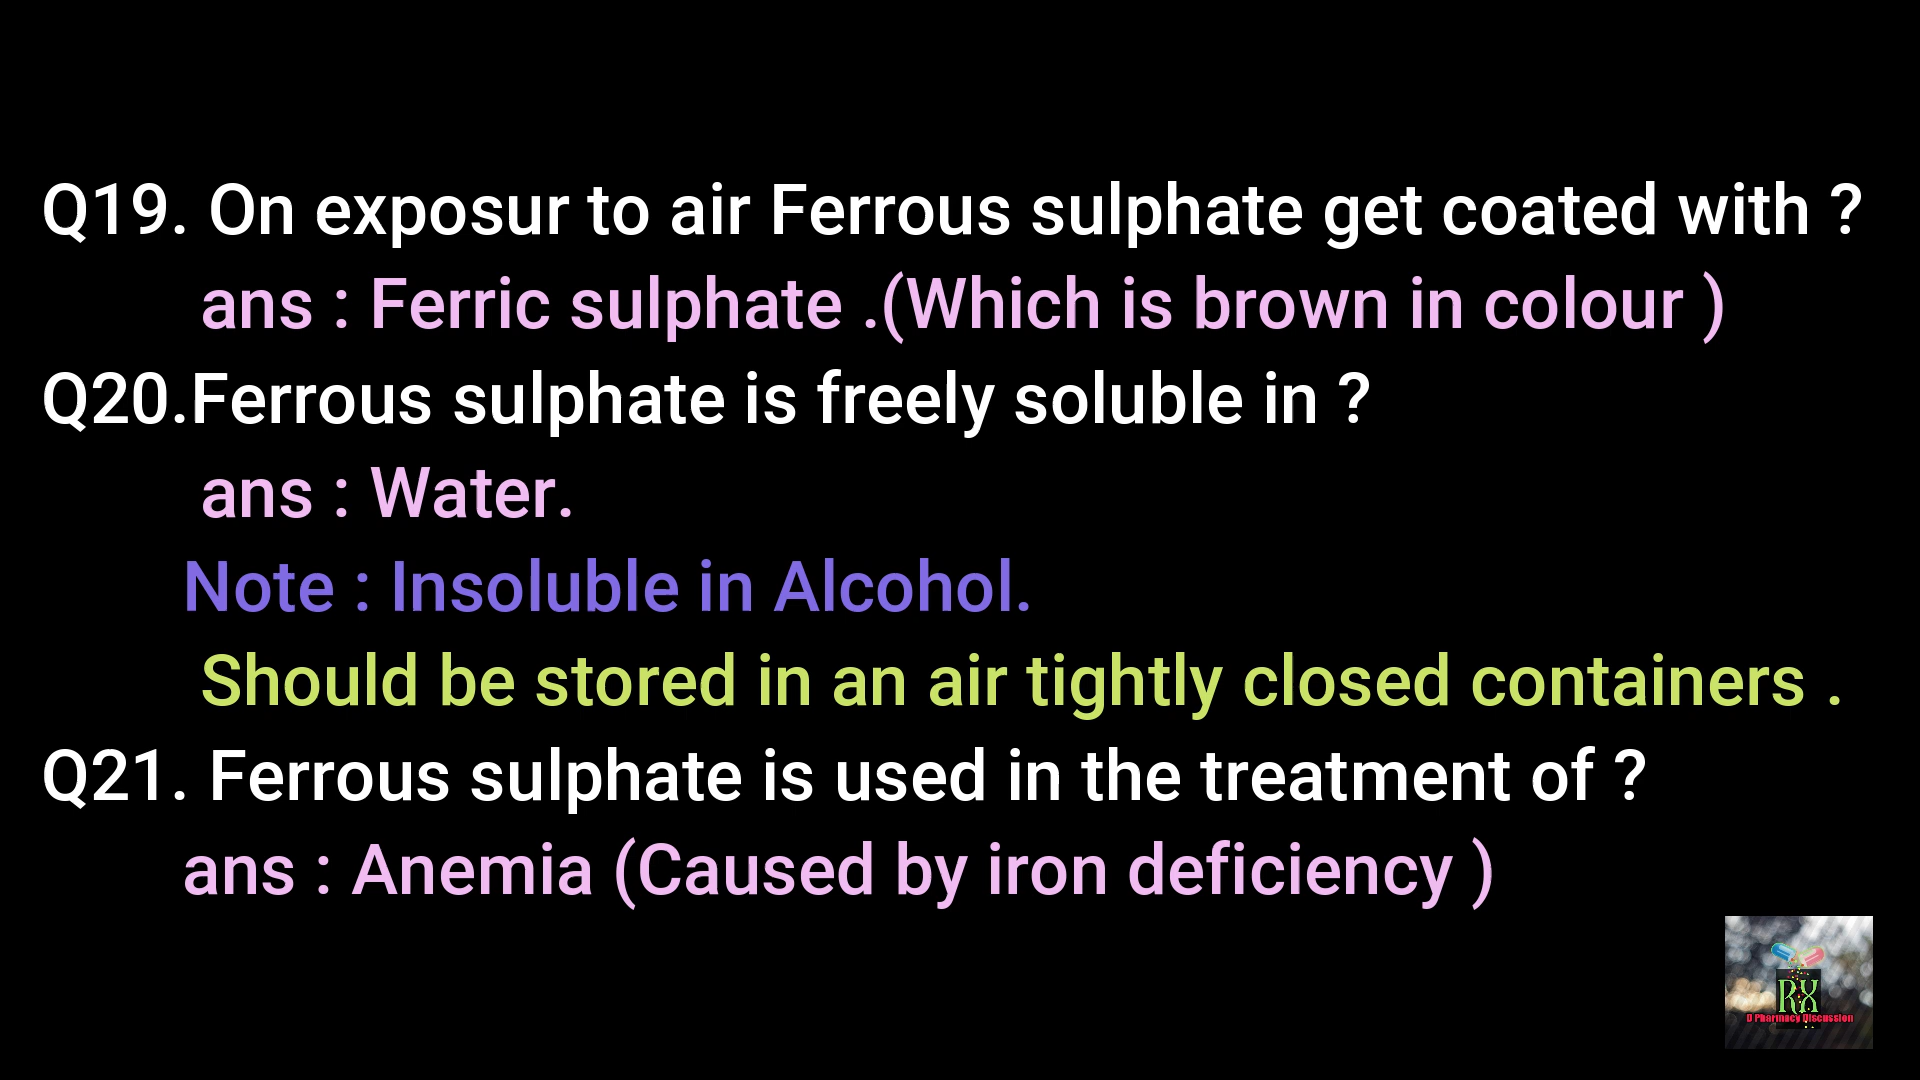 Q19. On exposur to air Ferrous sulphate get coated with ?
ans : Ferric sulphate .(Which is brown in colour )
Q20.Ferrous sulphate is freely soluble in ?
ans : Water.
Note : Insoluble in Alcohol.
Should be stored in an air tightly closed containers .
Q21. Ferrous sulphate is used in the treatment of ?
ans : Anemia (Caused by iron deficiency )
RX
D Pharmacy Discussion